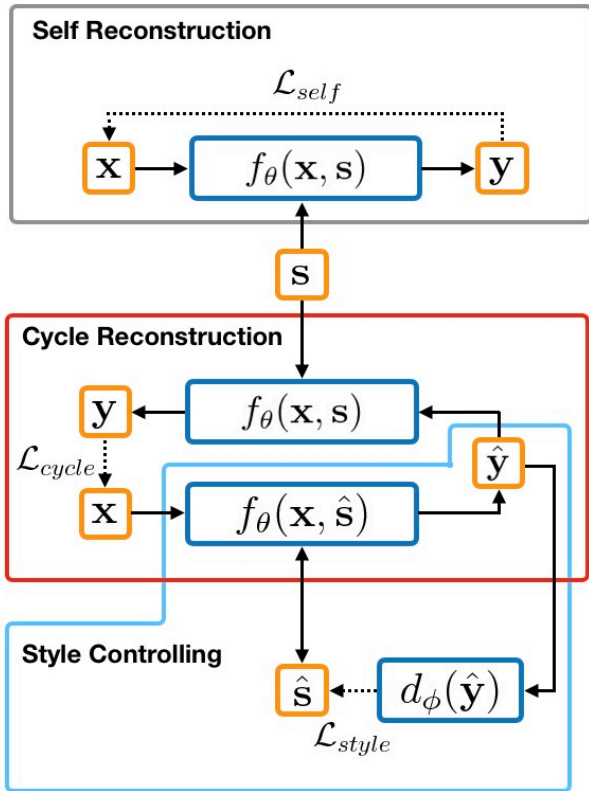 Self Reconstruction
ℒ_self
x f_θ(x, s) y
s
Cycle Reconstruction
y f_θ(x, s)
ℒ_cycle ŷ
x f_θ(x, ŝ)
Style Controlling
ŝ d_ϕ(ŷ)
ℒ_style